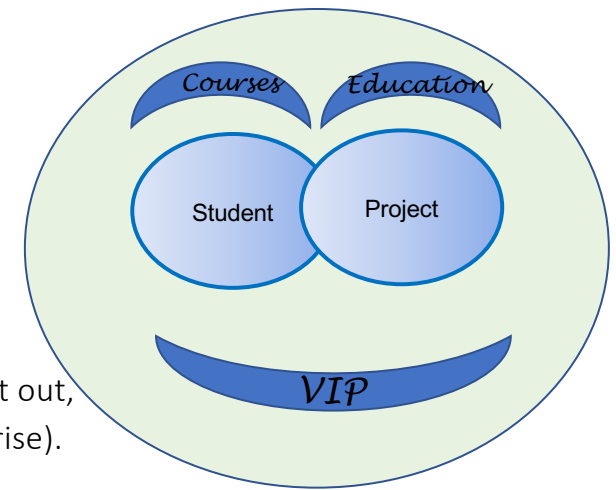 Courses Education
Student Project
VIP
t out,
rise).